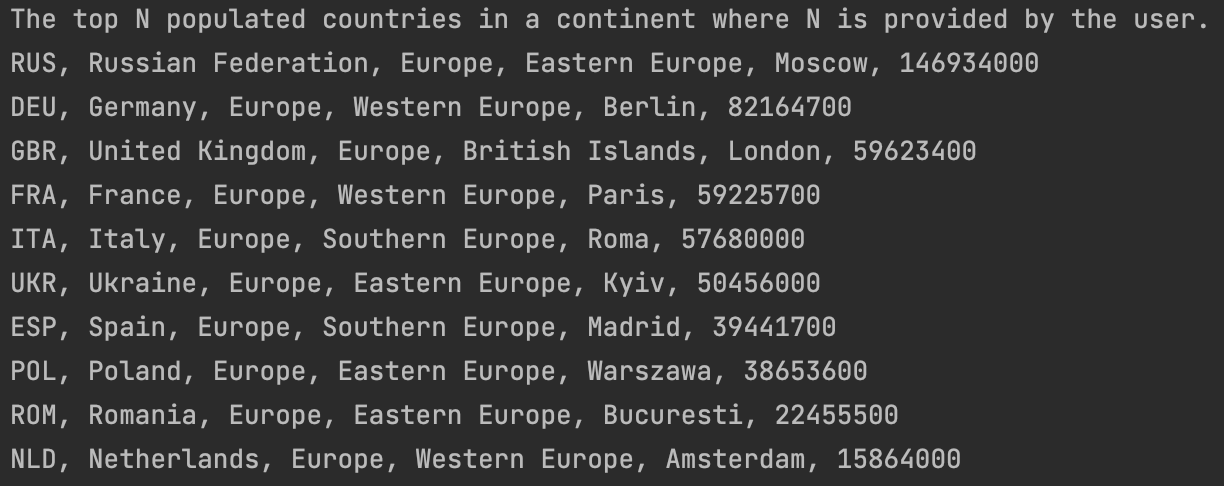 The top N populated countries in a continent where N is provided by the user.
RUS, Russian Federation, Europe, Eastern Europe, Moscow, 146934000
DEU, Germany, Europe, Western Europe, Berlin, 82164700
GBR, United Kingdom, Europe, British Islands, London, 59623400
FRA, France, Europe, Western Europe, Paris, 59225700
ITA, Italy, Europe, Southern Europe, Roma, 57680000
UKR, Ukraine, Europe, Eastern Europe, Kyiv, 50456000
ESP, Spain, Europe, Southern Europe, Madrid, 39441700
POL, Poland, Europe, Eastern Europe, Warszawa, 38653600
ROM, Romania, Europe, Eastern Europe, Bucuresti, 22455500
NLD, Netherlands, Europe, Western Europe, Amsterdam, 15864000